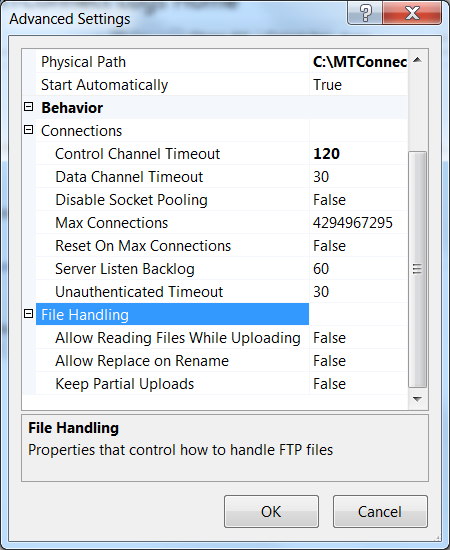 Advanced Settings
Physical Path C:\MTConnec
Start Automatically True
Behavior
Connections
Control Channel Timeout 120
Data Channel Timeout 30
Disable Socket Pooling False
Max Connections 4294967295
Reset On Max Connections False
Server Listen Backlog 60
Unauthenticated Timeout 30
File Handling
Allow Reading Files While Uploading False
Allow Replace on Rename False
Keep Partial Uploads False
File Handling
Properties that control how to handle FTP files
OK Cancel